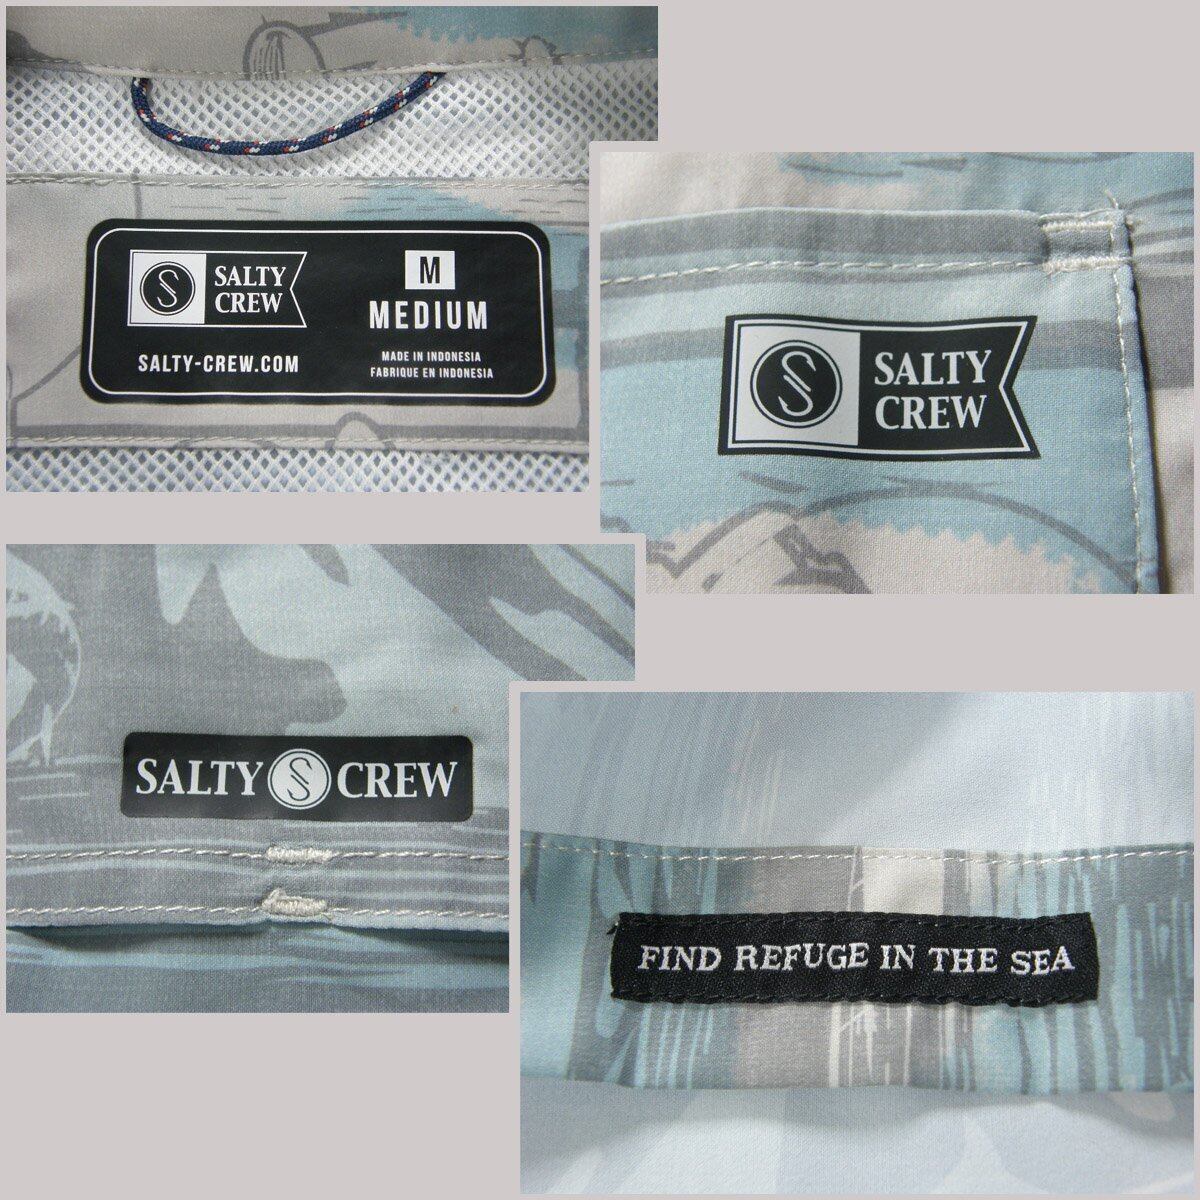 S
SALTY
CREW
SALTY-CREW.COM
M
MEDIUM
MADE IN INDONESIA
FABRIQUE EN INDONESIA
S
SALTY
CREW
SALTY S CREW
FIND REFUGE IN THE SEA